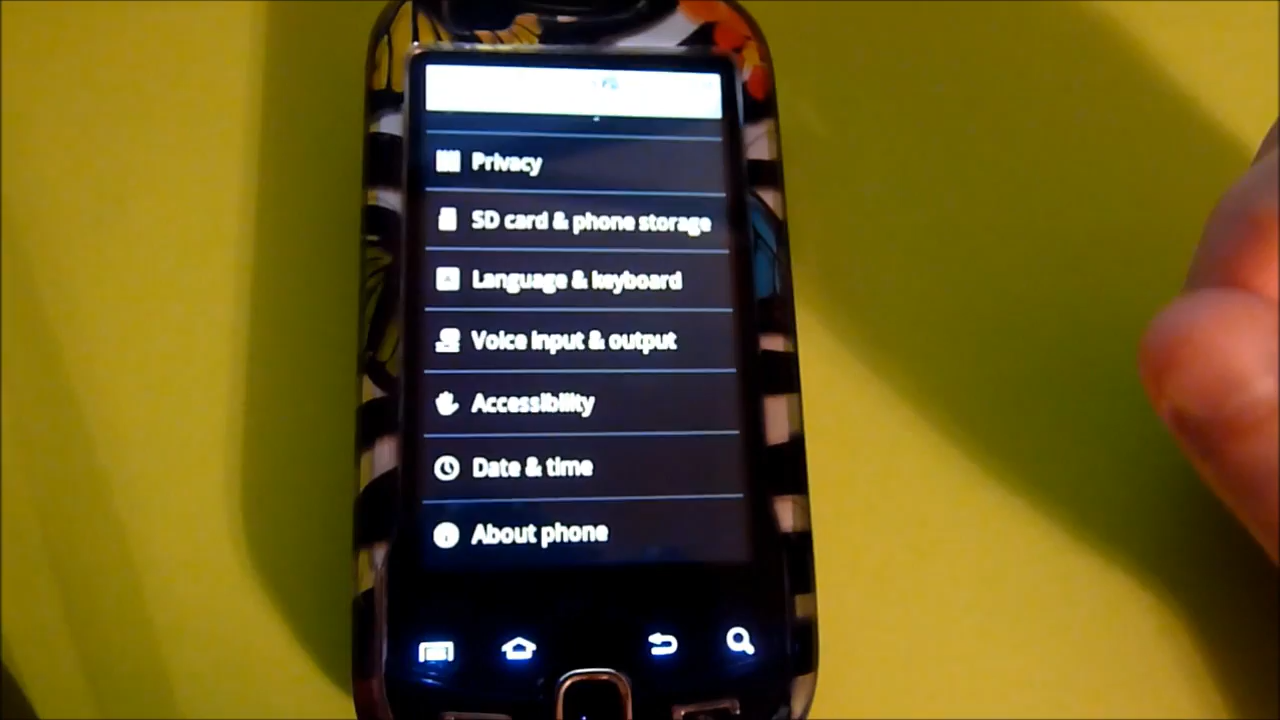 Privacy
SD card & phone storage
Language & keyboard
Voice input & output
Accessibility
Date & time
About phone